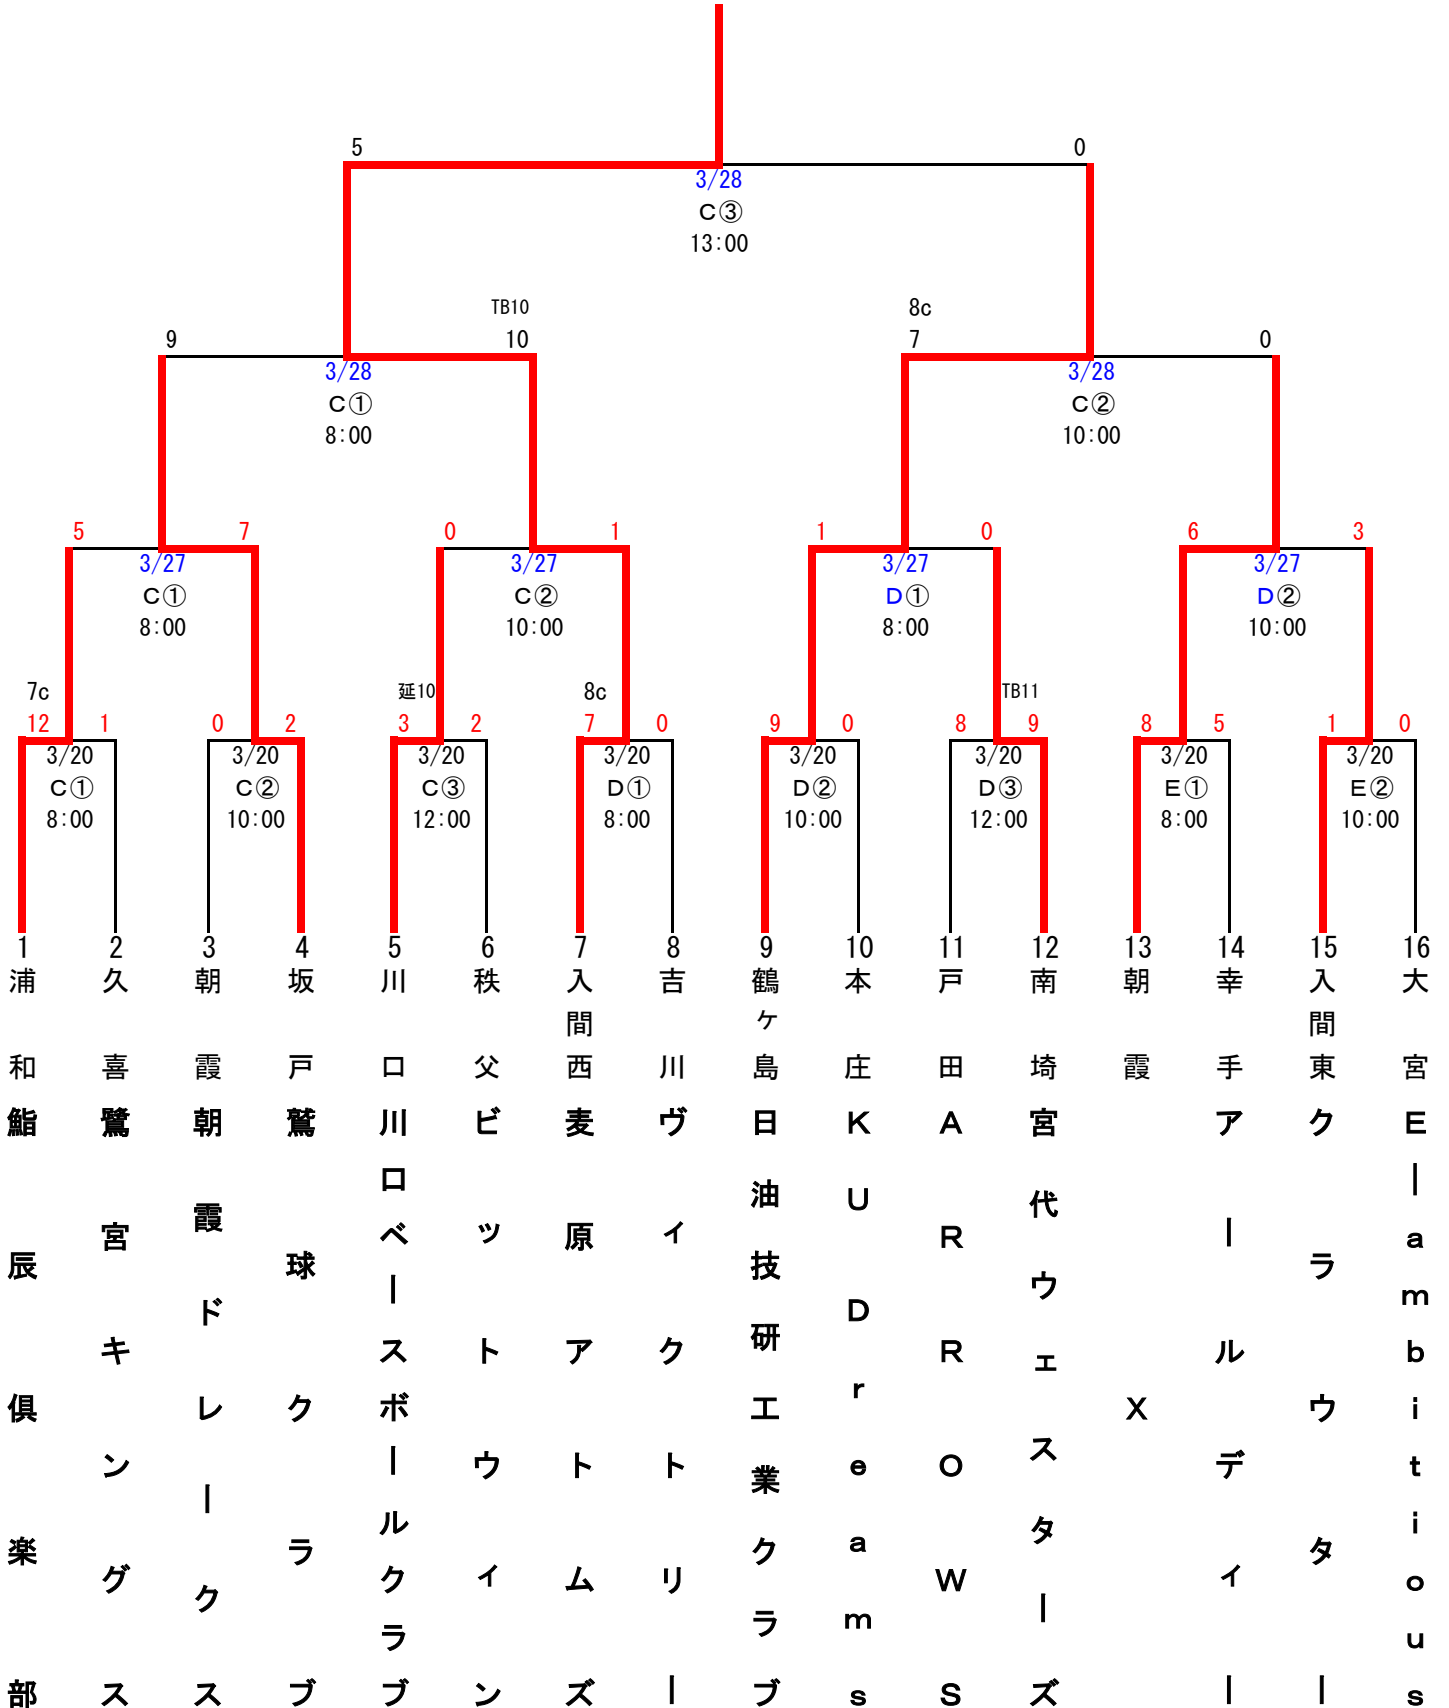 5 0
3/28
C③
13:00
TB10 8c
9 10 7 0
3/28 3/28
C① C②
8:00 10:00
5 7 0 1 1 0 6 3
3/27 3/27 3/27 3/27
C① C② D① D②
8:00 10:00 8:00 10:00
7c 延10 8c TB11
12 1 0 2 3 2 7 0 9 0 8 9 8 5 1 0
3/20 3/20 3/20 3/20 3/20 3/20 3/20 3/20
C① C② C③ D① D② D③ E① E②
8:00 10:00 12:00 8:00 10:00 12:00 8:00 10:00
1 2 3 4 5 6 7 8 9 10 11 12 13 14 15 16
浦和
鮨辰倶楽部
久喜
鷺宮キングス
朝霞
朝霞ドレークス
坂戸
鷲球クラブ
川口
川口ベースボールクラブ
秩父
ビットウィン
入間西
麦原アトムズ
吉川
ヴィクトリー
鶴ケ島
日油技研工業クラブ
本庄
KUDreams
戸田
ARROWS
南埼
宮代ウェスターズ
朝霞
X
幸手
アールディー
入間東
クラウター
大宮
E-ambitious